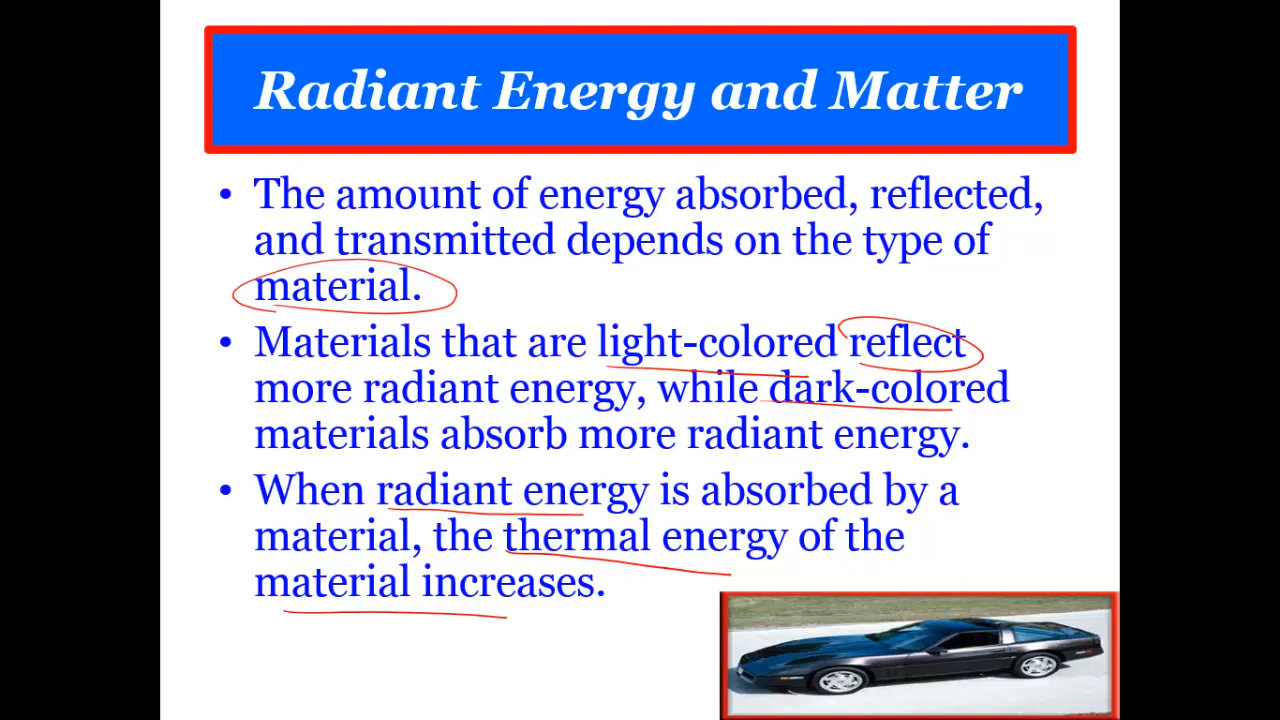 Radiant Energy and Matter
• The amount of energy absorbed, reflected,
and transmitted depends on the type of
material.
• Materials that are light-colored reflect
more radiant energy, while dark-colored
materials absorb more radiant energy.
• When radiant energy is absorbed by a
material, the thermal energy of the
material increases.